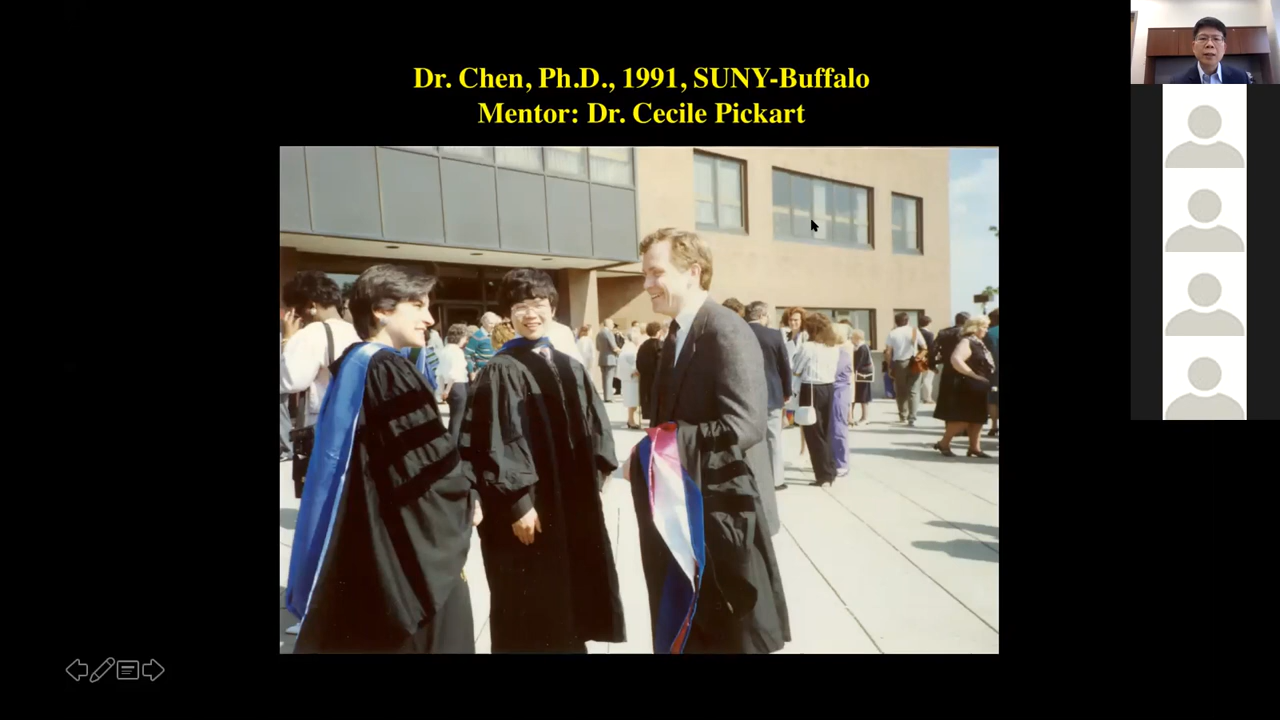 Dr. Chen, Ph.D., 1991, SUNY-Buffalo
Mentor: Dr. Cecile Pickart